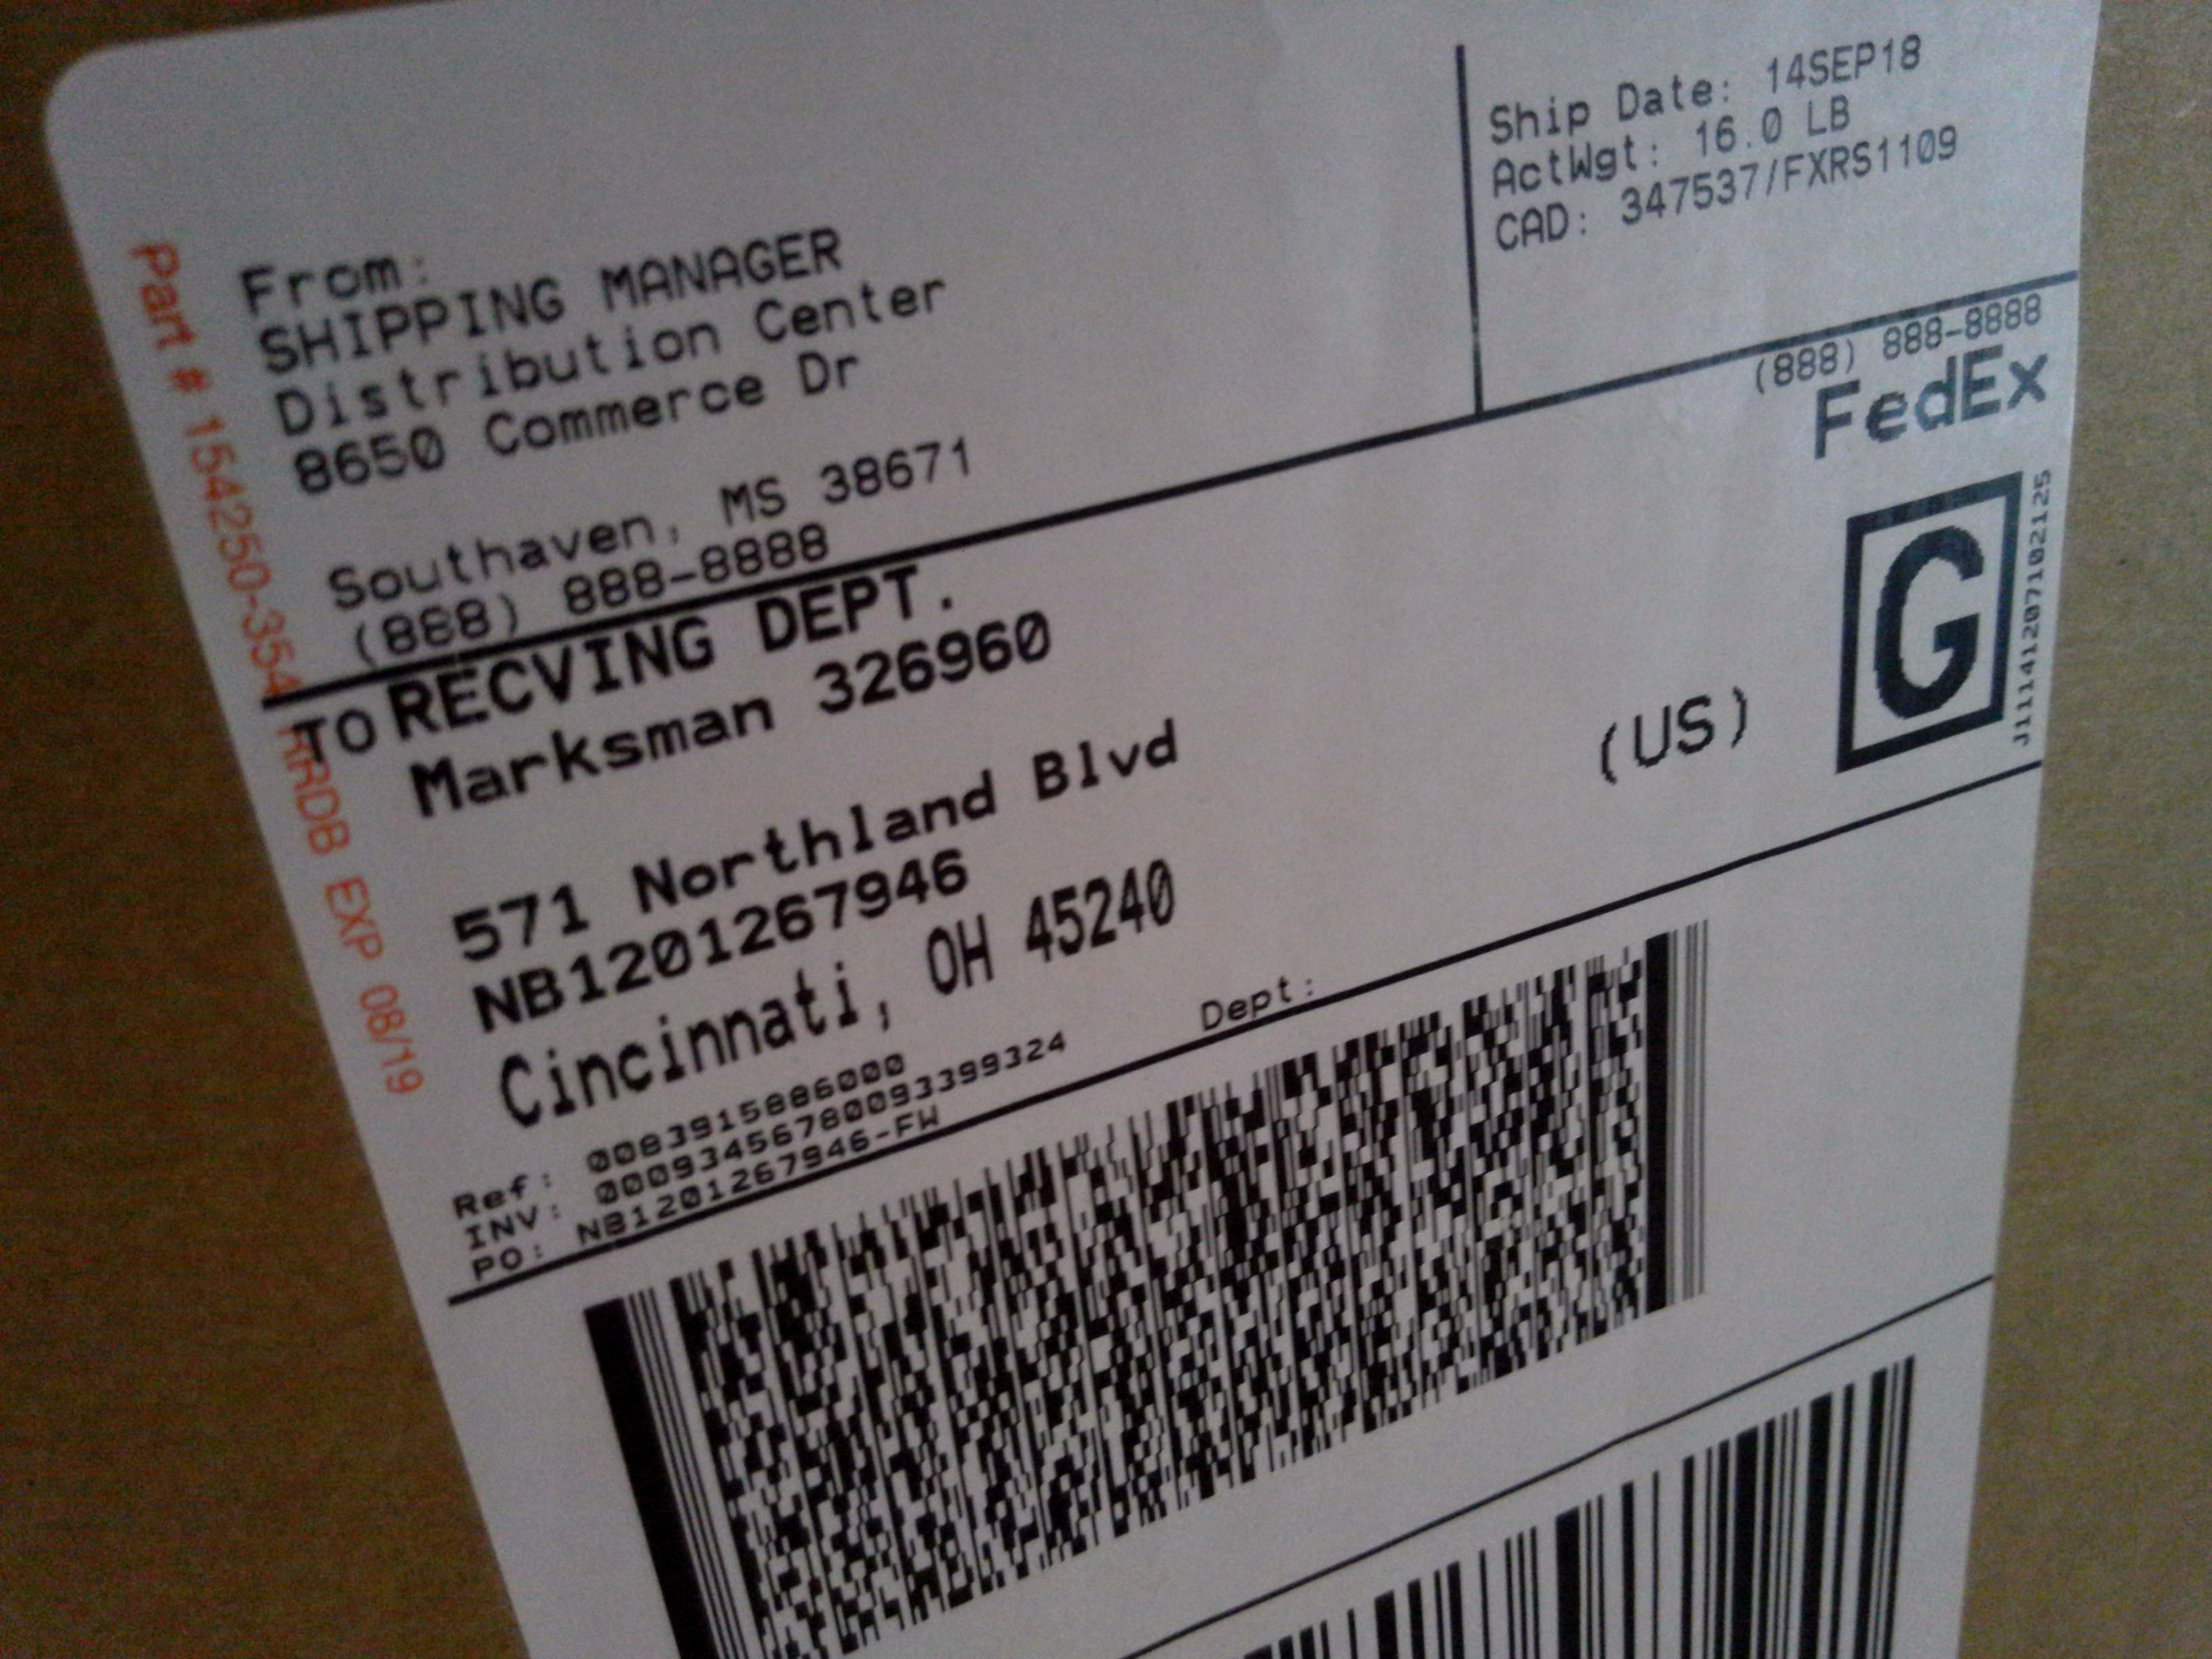 Ship Date: 14SEP18
ActWgt: 16.0 LB
CAD: 347537/FXRS1109
From:
SHIPPING MANAGER
Distribution Center
8650 Commerce Dr
Southaven, MS 38671
(888) 888-8888
(888) 888-8888
FedEx
G
J11141207102125
TO RECVING DEPT.
Marksman 326960
571 Northland Blvd
NB1201267946
Cincinnati, OH 45240
(US)
Ref: 0083915886000
INV: 00093456780093399324
PO: NB1201267946-FW
Dept:
Part # 154250-354 RRDB EXP 08/19